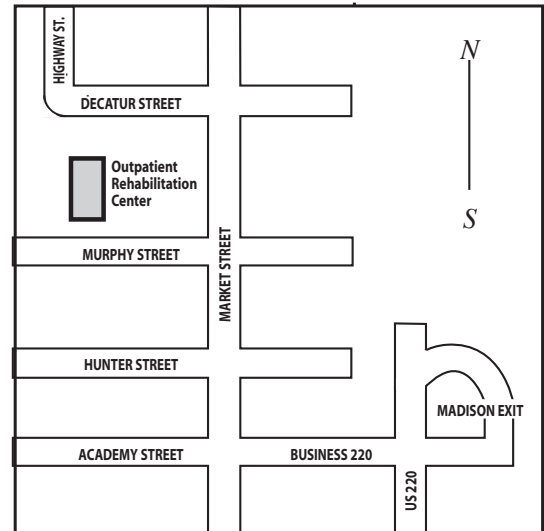 HIGHWAY ST.
N
DECATUR STREET
Outpatient
Rehabilitation
Center
S
MURPHY STREET
MARKET STREET
HUNTER STREET
MADISON EXIT
ACADEMY STREET
BUSINESS 220
US 220